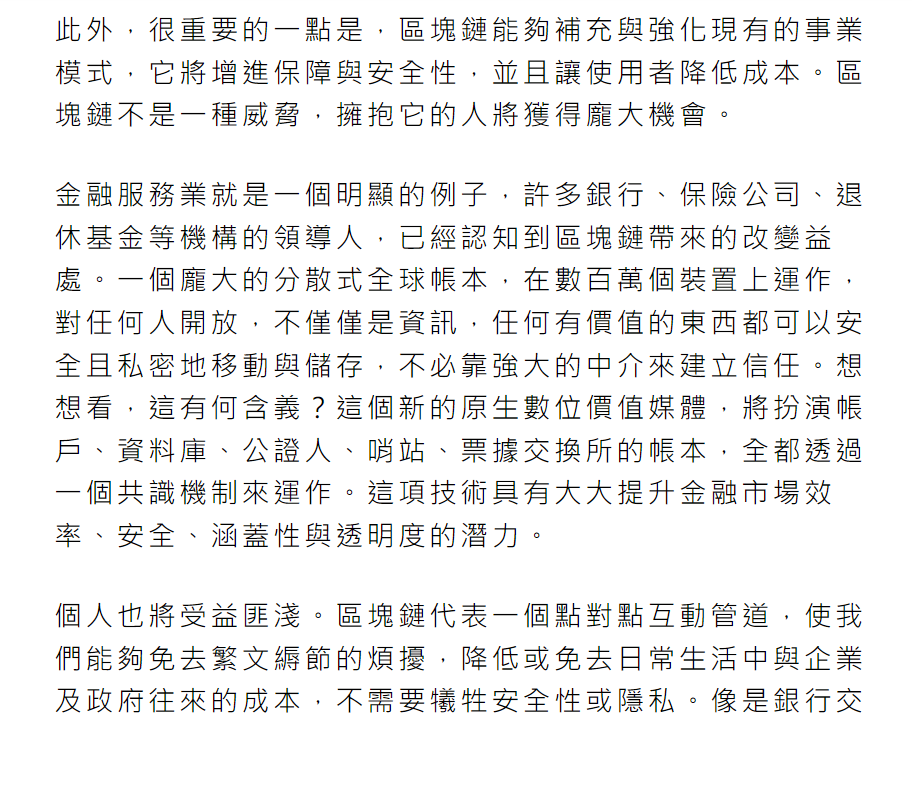 此外，很重要的一點是，區塊鏈能夠補充與強化現有的事業
模式，它將增進保障與安全性，並且讓使用者降低成本。區
塊鏈不是一種威脅，擁抱它的人將獲得龐大機會。
金融服務業就是一個明顯的例子，許多銀行、保險公司、退
休基金等機構的領導人，已經認知到區塊鏈帶來的改變益
處。一個龐大的分散式全球帳本，在數百萬個裝置上運作，
對任何人開放，不僅僅是資訊，任何有價值的東西都可以安
全且私密地移動與儲存，不必靠強大的中介來建立信任。想
想看，這有何含義？這個新的原生數位價值媒體，將扮演帳
戶、資料庫、公證人、哨站、票據交換所的帳本，全都透過
一個共識機制來運作。這項技術具有大大提升金融市場效
率、安全、涵蓋性與透明度的潛力。
個人也將受益匪淺。區塊鏈代表一個點對點互動管道，使我
們能夠免去繁文縟節的煩擾，降低或免去日常生活中與企業
及政府往來的成本，不需要犧牲安全性或隱私。像是銀行交